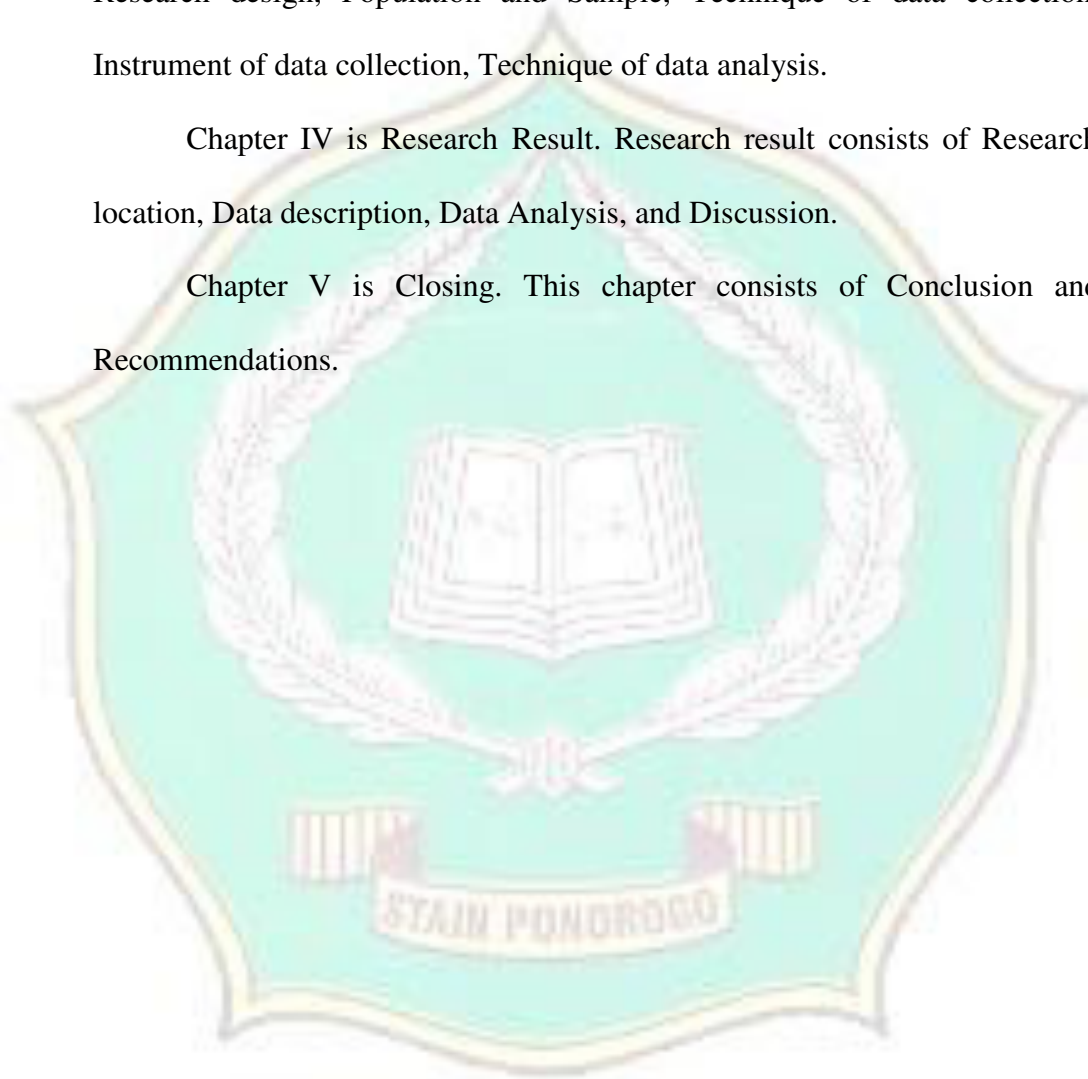 Research design, Population and Sample, Technique of data collection
Instrument of data collection, Technique of data analysis.
Chapter IV is Research Result. Research result consists of Research
location, Data description, Data Analysis, and Discussion.
Chapter V is Closing. This chapter consists of Conclusion and
Recommendations.
STAIN PONOROGO